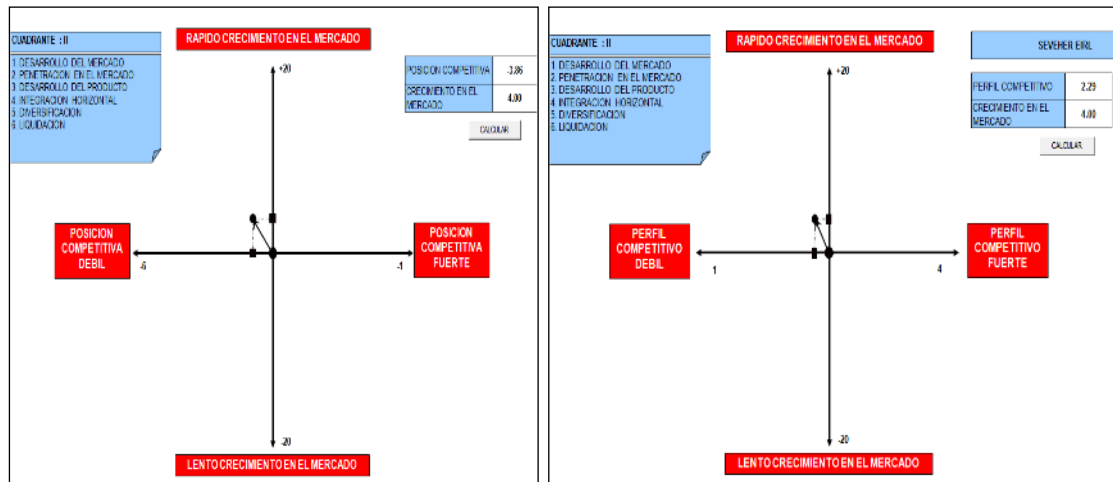 CUADRANTE : II
1 DESARROLLO DEL MERCADO
2 PENETRACION EN EL MERCADO
3 DESARROLLO DEL PRODUCTO
4 INTEGRACION HORIZONTAL
5 DIVERSIFICACION
6 LIQUIDACION
RAPIDO CRECIMIENTO EN EL MERCADO
+20
POSICION COMPETITIVA -3.86
CRECIMIENTO EN EL
MERCADO 4.00
CALCULAR
POSICION
COMPETITIVA
DEBIL
-6
-1
POSICION
COMPETITIVA
FUERTE
-20
LENTO CRECIMIENTO EN EL MERCADO
CUADRANTE : II
1 DESARROLLO DEL MERCADO
2 PENETRACION EN EL MERCADO
3 DESARROLLO DEL PRODUCTO
4 INTEGRACION HORIZONTAL
5 DIVERSIFICACION
6. LIQUIDACION
RAPIDO CRECIMIENTO EN EL MERCADO
+20
SEVEHER EIRL
PERFIL COMPETITIVO 2.29
CRECIMIENTO EN EL
MERCADO 4.00
CALCULAR
PERFIL
COMPETITIVO
DEBIL
1
4
PERFIL
COMPETITIVO
FUERTE
-20
LENTO CRECIMIENTO EN EL MERCADO